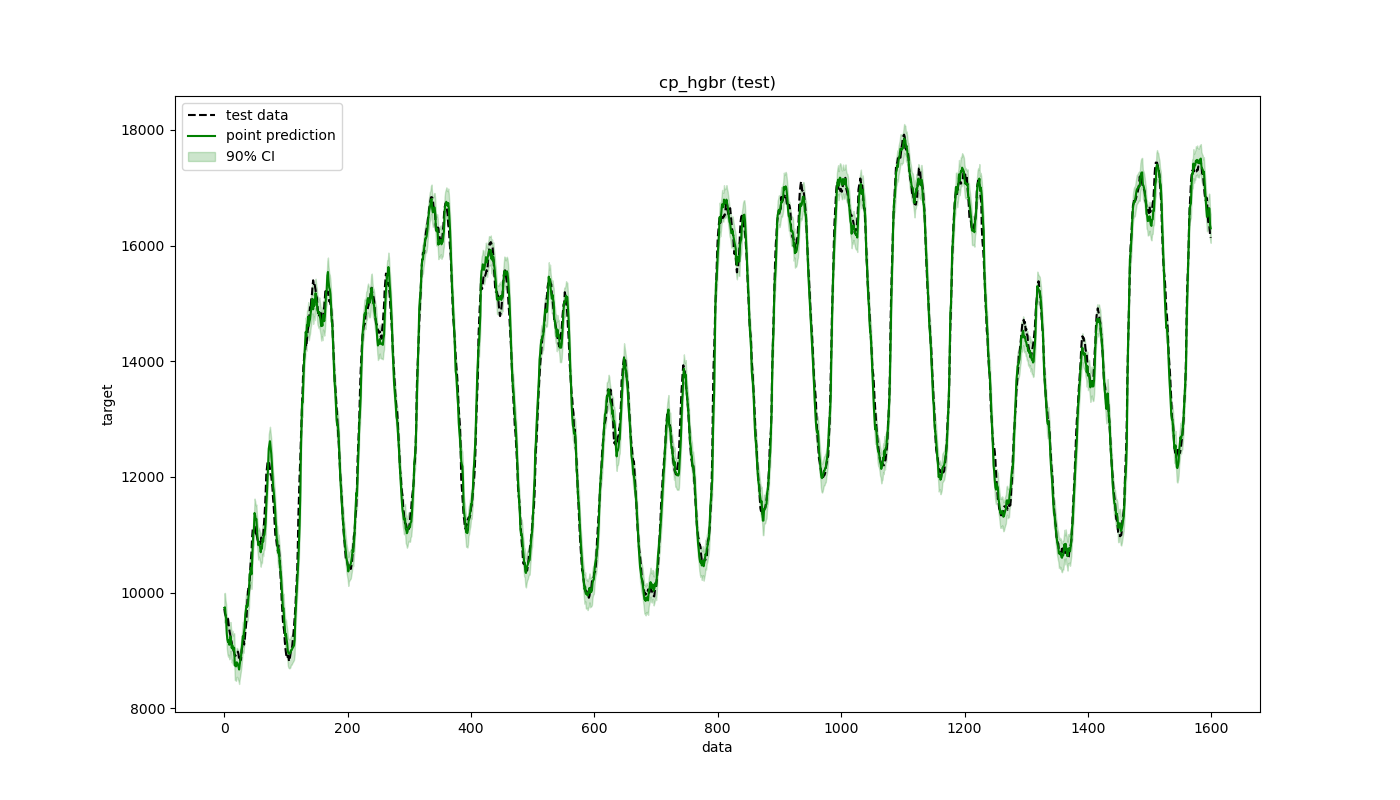 cp_hgbr (test)
test data
point prediction
90% CI
18000
16000
14000
12000
10000
8000
target
0 200 400 600 800 1000 1200 1400 1600
data